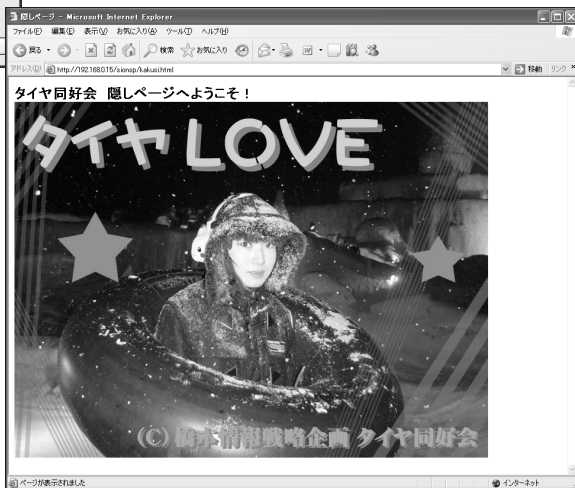 隠しページ - Microsoft Internet Explorer
ファイル(F) 編集(E) 表示(V) お気に入り(A) ツール(T) ヘルプ(H)
戻る 検索 お気に入り
アドレス(D) http://192.168.0.15/sionsp/kakusi.html 移動 リンク
タイヤ同好会 隠しページへようこそ!
タイヤ LOVE
(C) 橋本情報戦略企画 タイヤ同好会
ページが表示されました インターネット